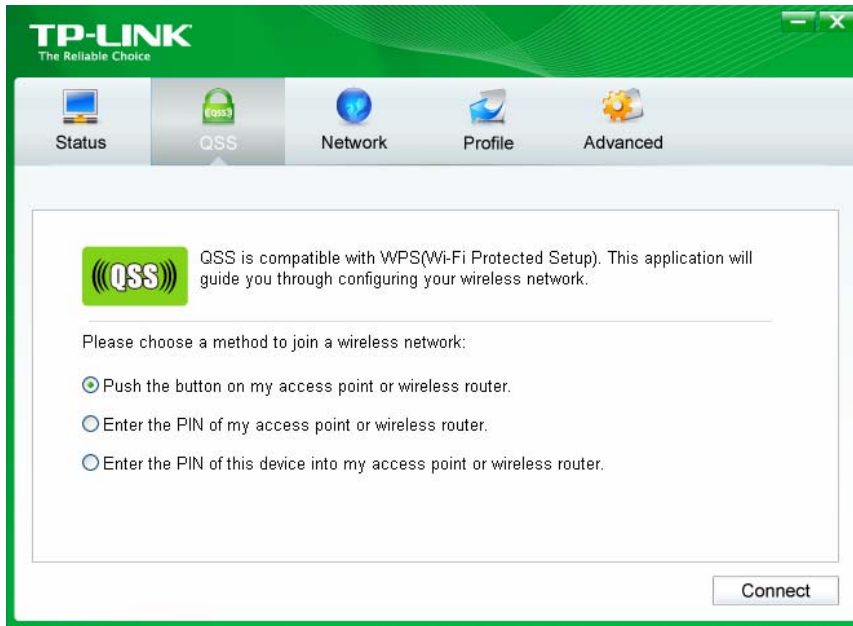 TP-LINK
The Reliable Choice
Status
QSS
QSS
Network
Profile
Advanced
QSS
QSS is compatible with WPS(Wi-Fi Protected Setup). This application will
guide you through configuring your wireless network.
Please choose a method to join a wireless network:
Push the button on my access point or wireless router.
Enter the PIN of my access point or wireless router.
Enter the PIN of this device into my access point or wireless router.
Connect